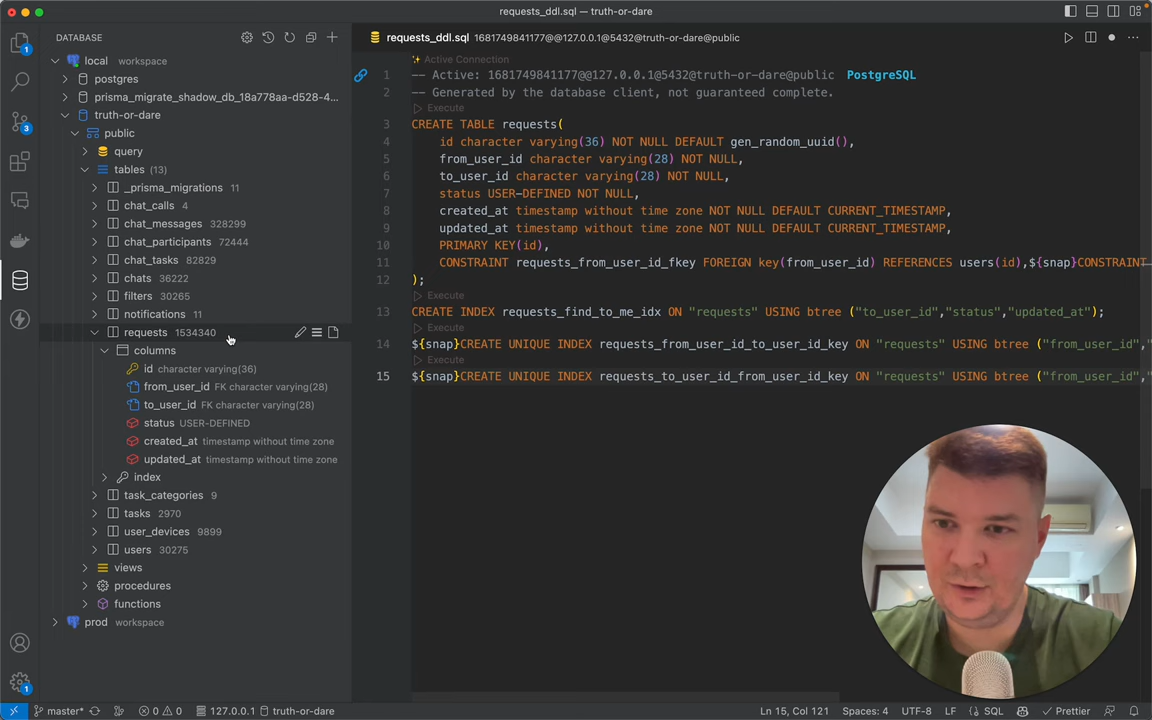 requests_ddl.sql — truth-or-dare
DATABASE
local workspace
postgres
prisma_migrate_shadow_db_18a778aa-d528-4...
truth-or-dare
public
query
tables (13)
_prisma_migrations 11
chat_calls 4
chat_messages 328299
chat_participants 72444
chat_tasks 82829
chats 36222
filters 30265
notifications 11
requests 1534340
columns
id character varying(36)
from_user_id FK character varying(28)
to_user_id FK character varying(28)
status USER-DEFINED
created_at timestamp without time zone
updated_at timestamp without time zone
index
task_categories 9
tasks 2970
user_devices 9899
users 30275
views
procedures
functions
prod workspace
requests_ddl.sql 1681749841177@@127.0.0.1@5432@truth-or-dare@public
Active Connection
1 -- Active: 1681749841177@@127.0.0.1@5432@truth-or-dare@public PostgreSQL
2 -- Generated by the database client, not guaranteed complete.
Execute
3 CREATE TABLE requests(
4 id character varying(36) NOT NULL DEFAULT gen_random_uuid(),
5 from_user_id character varying(28) NOT NULL,
6 to_user_id character varying(28) NOT NULL,
7 status USER-DEFINED NOT NULL,
8 created_at timestamp without time zone NOT NULL DEFAULT CURRENT_TIMESTAMP,
9 updated_at timestamp without time zone NOT NULL DEFAULT CURRENT_TIMESTAMP,
10 PRIMARY KEY(id),
11 CONSTRAINT requests_from_user_id_fkey FOREIGN key(from_user_id) REFERENCES users(id),${snap}CONSTRAINT
12 );
Execute
13 CREATE INDEX requests_find_to_me_idx ON "requests" USING btree ("to_user_id","status","updated_at");
Execute
14 ${snap}CREATE UNIQUE INDEX requests_from_user_id_to_user_id_key ON "requests" USING btree ("from_user_id","
Execute
15 ${snap}CREATE UNIQUE INDEX requests_to_user_id_from_user_id_key ON "requests" USING btree ("from_user_id","
1
3
1
master* 0 0 127.0.0.1 truth-or-dare Ln 15, Col 121 Spaces: 4 UTF-8 LF SQL Prettier